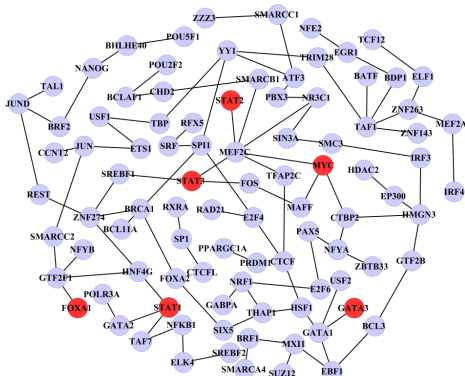 ZZZ3
SMARCC1
POU5F1
BHLHE40
NFE2
TCF12
YY1
EGR1
TRIM28
NANOG
POU2F2
ATF3
BATF
BDP1
ELF1
TAL1
BCLAF1
CHD2
SMARCB1
PBX3
NR3C1
JUND
STAT2
ZNF263
BRF2
USF1
TBP
RFX5
TAF1
MEF2A
ZNF143
SIN3A
SMC3
CCNT2
JUN
ETS1
SRF
SPI1
MEF2C
IRF3
MYC
HDAC2
SREBF1
STAT3
FOS
TFAP2C
IRF4
REST
EP300
ZNF274
BRCA1
RXRA
RAD21
E2F4
MAFF
CTBP2
HMGN3
BCL11A
SMARCC2
SP1
PAX5
NFYB
PPARGC1A
NFYA
GTF2F1
HNF4G
FOXA2
CTCFL
PRDM1
CTCF
ZBTB33
GTF2B
NRF1
E2F6
USF2
POLR3A
GABPA
FOXA1
GATA2
STAT1
THAP1
HSF1
GATA3
NFKB1
SIX5
GATA1
BCL3
TAF7
BRF1
MXI1
ELK4
SREBF2
SMARCA4
SUZ12
EBF1